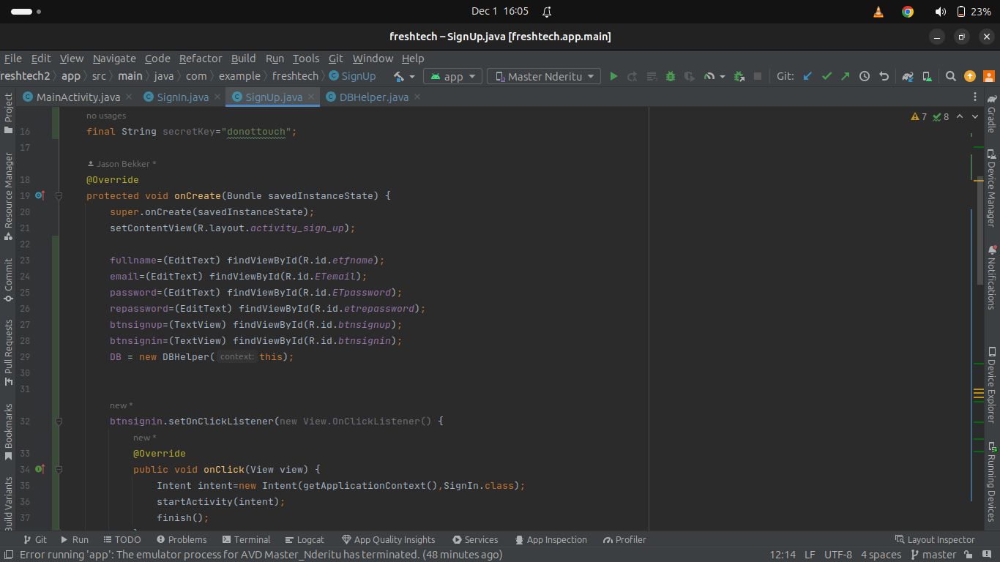 Dec 1 16:05
23%
freshtech – SignUp.java [freshtech.app.main]
File Edit View Navigate Code Refactor Build Run Tools Git Window Help
reshtech2 app src main java com example freshtech SignUp app Master Nderitu Git:
MainActivity.java SignIn.java SignUp.java DBHelper.java
no usages
7 8
16 final String secretKey="donottouch";
17
Jason Bekker *
18 @Override
19 protected void onCreate(Bundle savedInstanceState) {
20 super.onCreate(savedInstanceState);
21 setContentView(R.layout.activity_sign_up);
22
23 fullname=(EditText) findViewById(R.id.etfname);
24 email=(EditText) findViewById(R.id.ETemail);
25 password=(EditText) findViewById(R.id.ETpassword);
26 repassword=(EditText) findViewById(R.id.etrepassword);
27 btnsignup=(TextView) findViewById(R.id.btnsignup);
28 btnsignin=(TextView) findViewById(R.id.btnsignin);
29 DB = new DBHelper( context: this);
30
31
new *
32 btnsignin.setOnClickListener(new View.OnClickListener() {
new *
33 @Override
34 public void onClick(View view) {
35 Intent intent=new Intent(getApplicationContext(),SignIn.class);
36 startActivity(intent);
37 finish();
Project
Resource Manager
Commit
Pull Requests
Bookmarks
Build Variants
Gradle
Device Manager
Notifications
Device Explorer
Running Devices
Git Run TODO Problems Terminal Logcat App Quality Insights Services App Inspection Profiler Layout Inspector
Error running 'app': The emulator process for AVD Master_Nderitu has terminated. (48 minutes ago) 12:14 LF UTF-8 4 spaces master